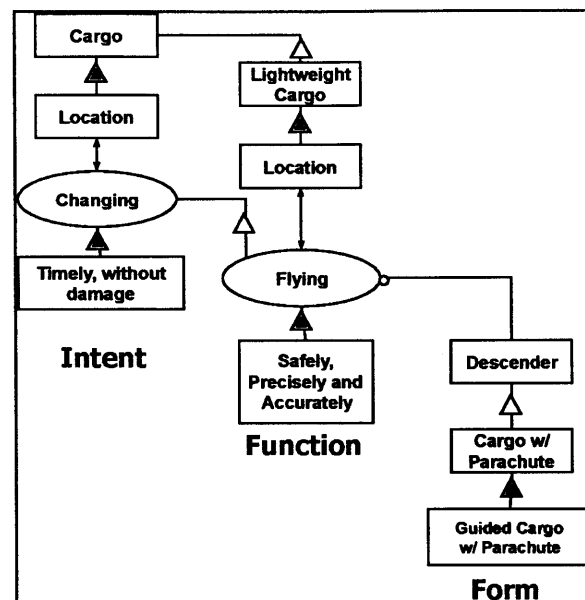 Cargo
Location
Changing
Timely, without
damage
Intent
Lightweight
Cargo
Location
Flying
Safely,
Precisely and
Accurately
Function
Descender
Cargo w/
Parachute
Guided Cargo
w/ Parachute
Form